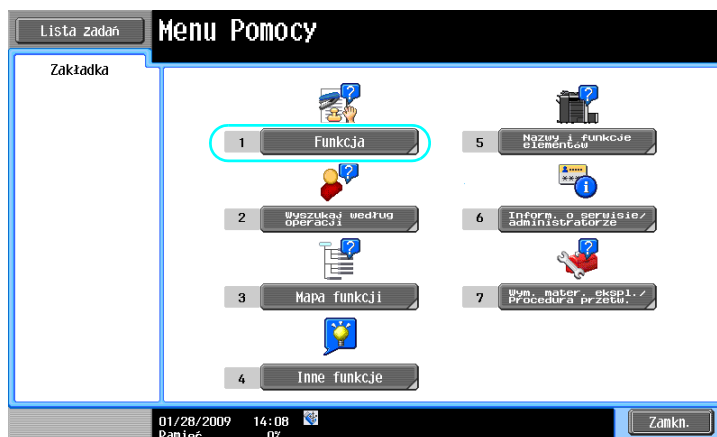 Lista zadań
Menu Pomocy
Zakładka
1 Funkcja
5 Nazwy i funkcje
elementów
2 Wyszukaj według
operacji
6 Inform. o serwisie/
administratorze
3 Mapa funkcji
7 Wym. mater. ekspl./
Procedura przetw.
4 Inne funkcje
01/28/2009 14:08
Pamięć 0%
Zamkn.